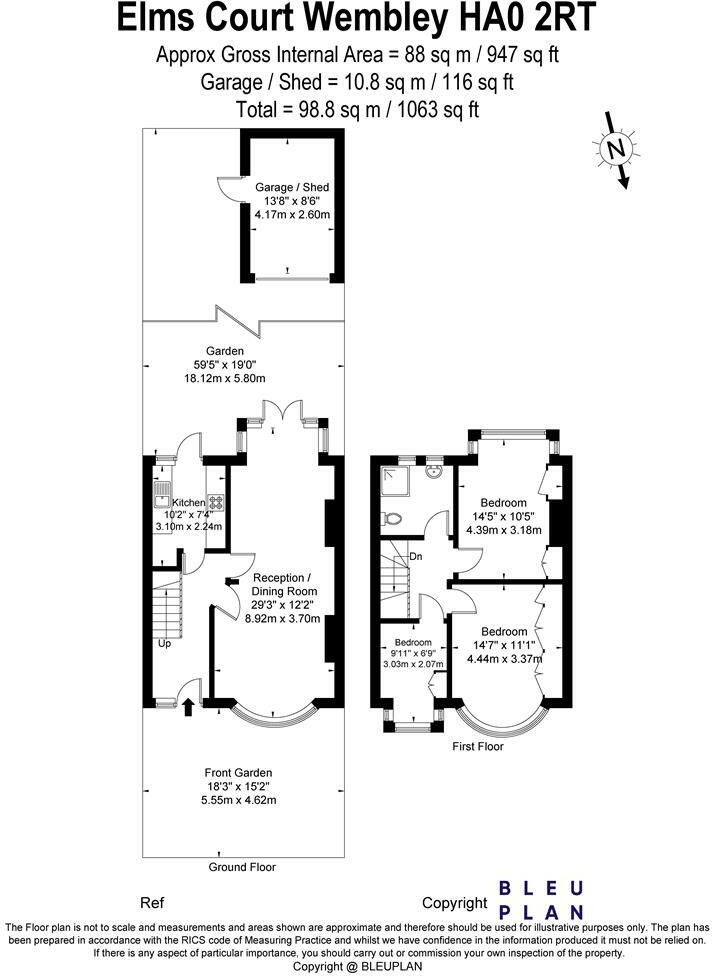 Elms Court Wembley HA0 2RT
Approx Gross Internal Area = 88 sq m / 947 sq ft
Garage / Shed = 10.8 sq m / 116 sq ft
Total = 98.8 sq m / 1063 sq ft
N
Garage / Shed
13'8" x 8'6"
4.17m x 2.60m
Garden
59'5" x 19'0"
18.12m x 5.80m
Kitchen
10'2" x 7'4"
3.10m x 2.24m
Reception /
Dining Room
29'3" x 12'2"
8.92m x 3.70m
Up
Front Garden
18'3" x 15'2"
5.55m x 4.62m
Ground Floor
Bedroom
14'5" x 10'5"
4.39m x 3.18m
Dn
Bedroom
9'11" x 6'9"
3.03m x 2.07m
Bedroom
14'7" x 11'1"
4.44m x 3.37m
First Floor
Ref
Copyright
BLEU
PLAN
The Floor plan is not to scale and measurements and areas shown are approximate and therefore should be used for illustrative purposes only. The plan has
been prepared in accordance with the RICS code of Measuring Practice and whilst we have confidence in the information produced it must not be relied on.
If there is any aspect of particular importance, you should carry out or commission your own inspection of the property.
Copyright @ BLEUPLAN